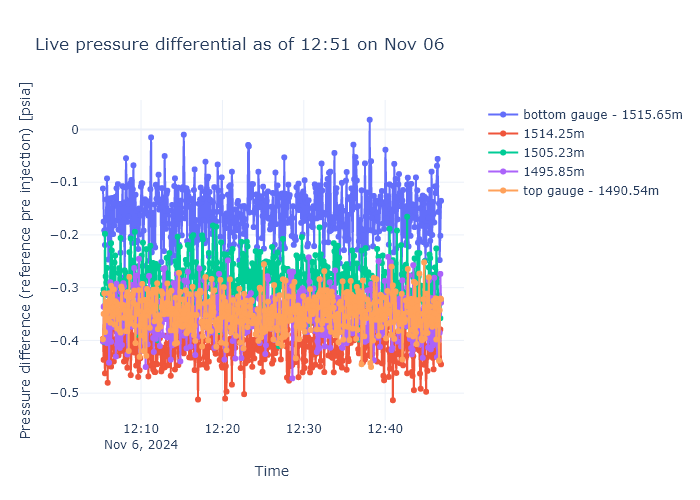 Live pressure differential as of 12:51 on Nov 06
Pressure difference (reference pre injection) [psia]
0
−0.1
−0.2
−0.3
−0.4
−0.5
12:10
Nov 6, 2024
12:20
12:30
12:40
Time
bottom gauge - 1515.65m
1514.25m
1505.23m
1495.85m
top gauge - 1490.54m